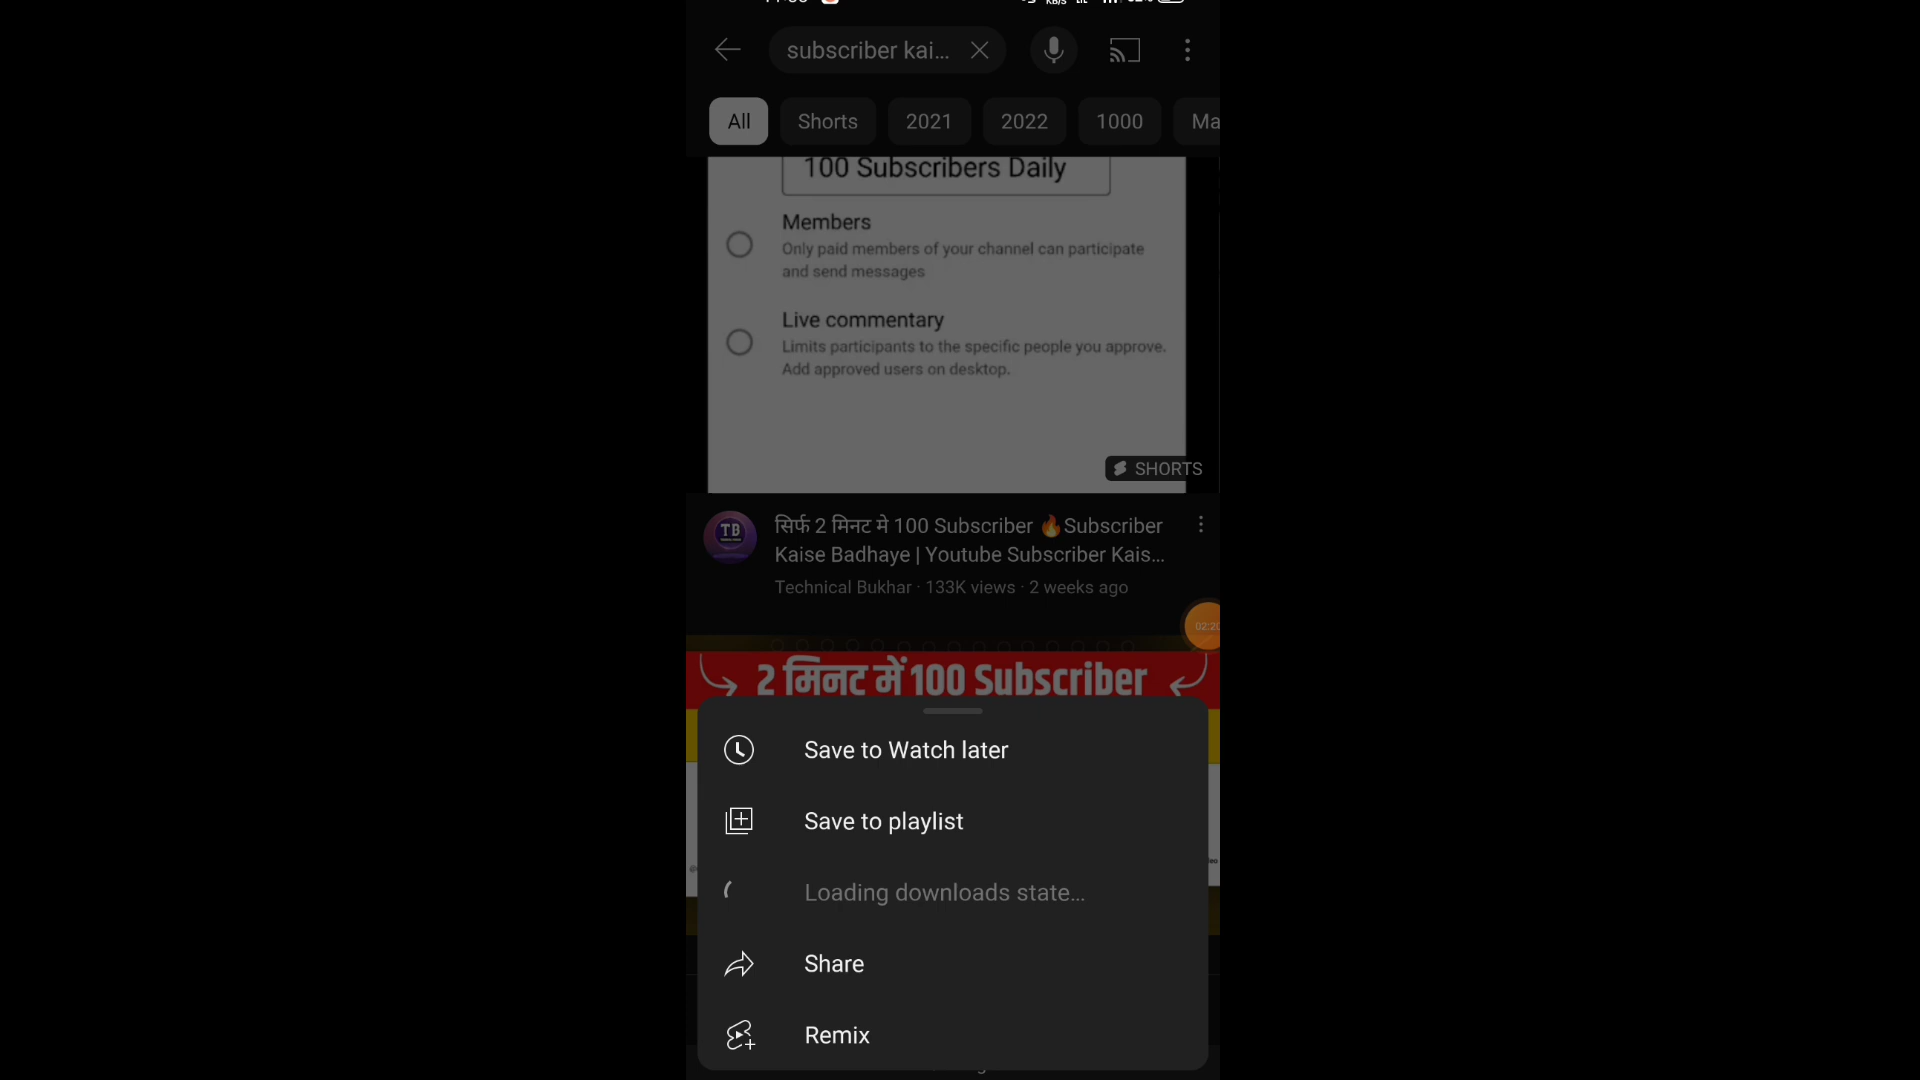 subscriber kai...
All Shorts 2021 2022 1000 Ma
100 Subscribers Daily
Members
Only paid members of your channel can participate
and send messages
Live commentary
Limits participants to the specific people you approve.
Add approved users on desktop.
SHORTS
TB
सिर्फ 2 मिनट मे 100 Subscriber 🔥Subscriber
Kaise Badhaye | Youtube Subscriber Kais...
Technical Bukhar · 133K views · 2 weeks ago
02:20
2 मिनट में 100 Subscriber
Save to Watch later
Save to playlist
Loading downloads state...
Share
Remix